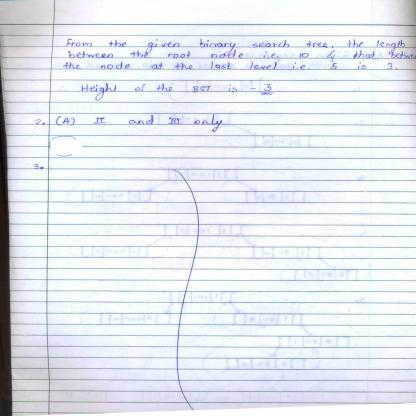 From the given binary search tree, the length
between the root node i.e. 10 & that between
the node at the last level i.e. 5 is 3.
∴ Height of the BST is - 3
2. (A) II and III only
3.